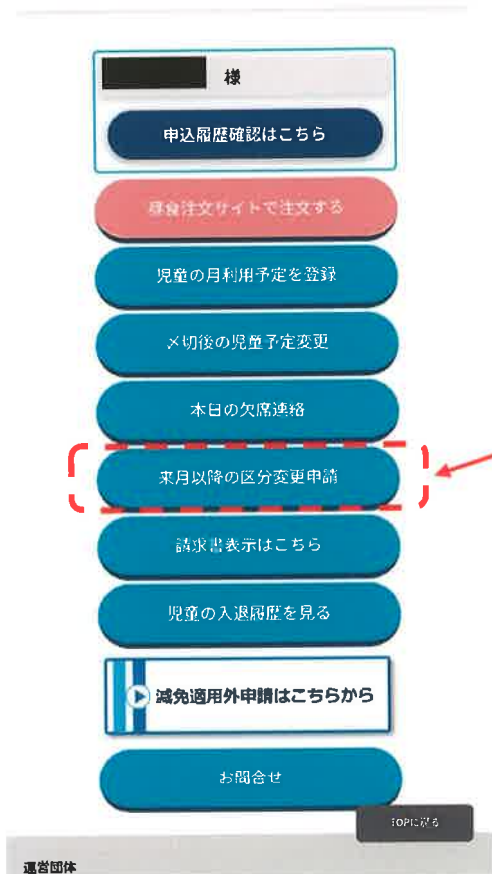 様
申込履歴確認はこちら
昼食注文サイトで注文する
児童の月利用予定を登録
〆切後の児童予定変更
本日の欠席連絡
来月以降の区分変更申請
請求書表示はこちら
児童の入退履歴を見る
減免適用外申請はこちらから
お問合せ
TOPに戻る
運営団体